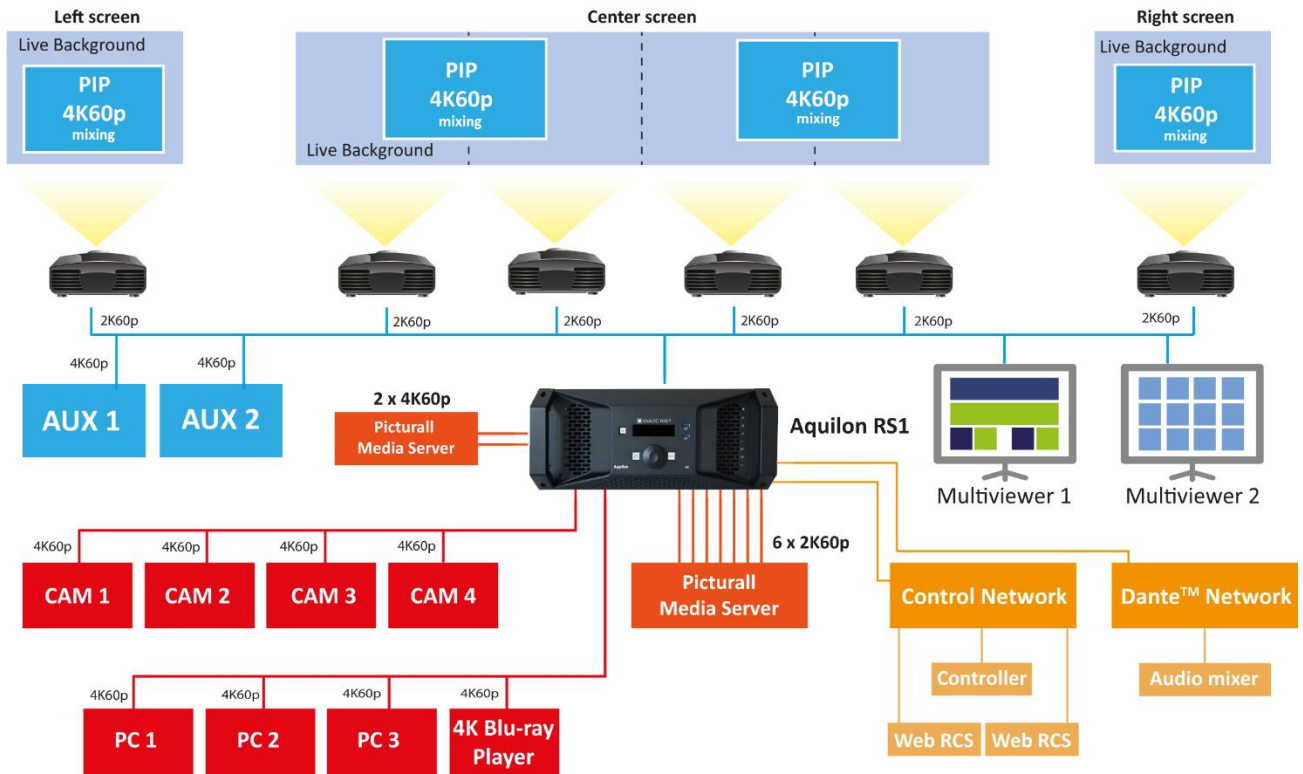 Left screen
Center screen
Right screen
Live Background
PIP
4K60p
mixing
PIP
4K60p
mixing
PIP
4K60p
mixing
Live Background
Live Background
PIP
4K60p
mixing
2K60p
2K60p
2K60p
2K60p
2K60p
2K60p
4K60p
4K60p
AUX 1
AUX 2
2 x 4K60p
Picturall
Media Server
Aquilon
Aquilon RS1
Multiviewer 1
Multiviewer 2
4K60p
4K60p
4K60p
4K60p
CAM 1
CAM 2
CAM 3
CAM 4
6 x 2K60p
Picturall
Media Server
Control Network
Dante™ Network
Controller
Audio mixer
Web RCS
Web RCS
4K60p
4K60p
4K60p
4K60p
PC 1
PC 2
PC 3
4K Blu-ray
Player